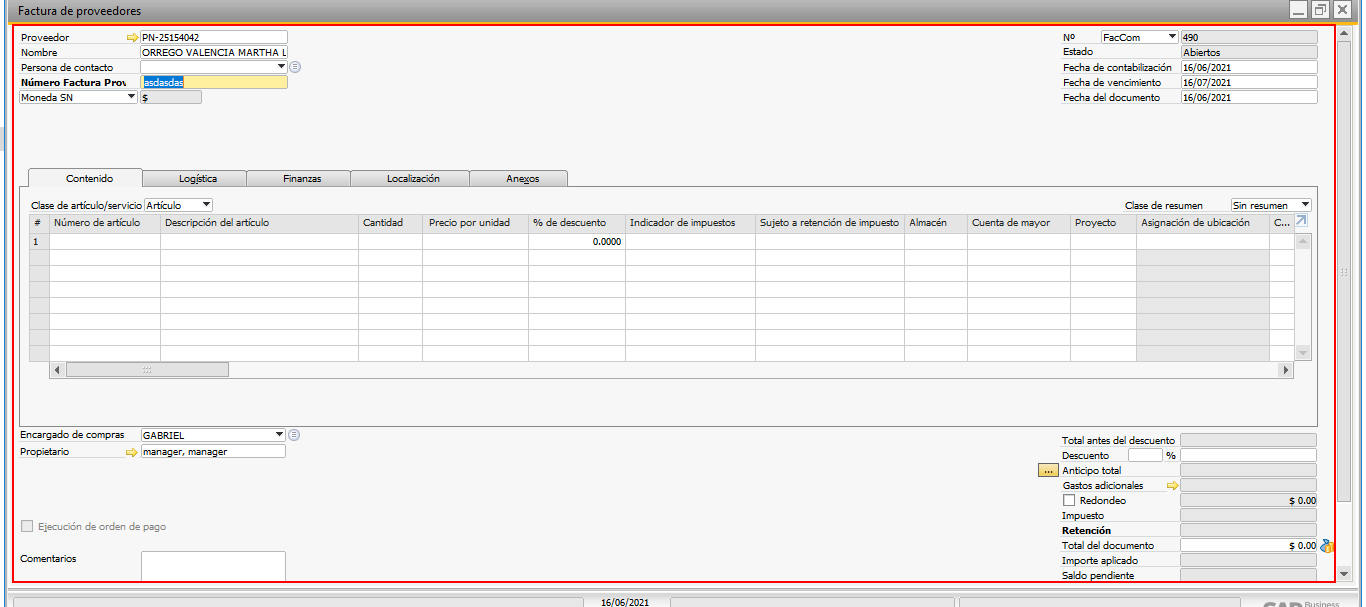 Factura de proveedores
Proveedor PN-25154042
Nombre ORREGO VALENCIA MARTHA L
Persona de contacto
Número Factura Prov asdasdas
Moneda SN $
Nº FacCom 490
Estado Abiertos
Fecha de contabilización 16/06/2021
Fecha de vencimiento 16/07/2021
Fecha del documento 16/06/2021
Contenido Logística Finanzas Localización Anexos
Clase de artículo/servicio Artículo Clase de resumen Sin resumen
# Número de artículo Descripción del artículo Cantidad Precio por unidad % de descuento Indicador de impuestos Sujeto a retención de impuesto Almacén Cuenta de mayor Proyecto Asignación de ubicación C...
1 0.0000
Encargado de compras GABRIEL
Propietario manager, manager
Ejecución de orden de pago
Comentarios
Total antes del descuento
Descuento %
... Anticipo total
Gastos adicionales
Redondeo $ 0.00
Impuesto
Retención
Total del documento $ 0.00
Importe aplicado
Saldo pendiente
16/06/2021
SAP Business